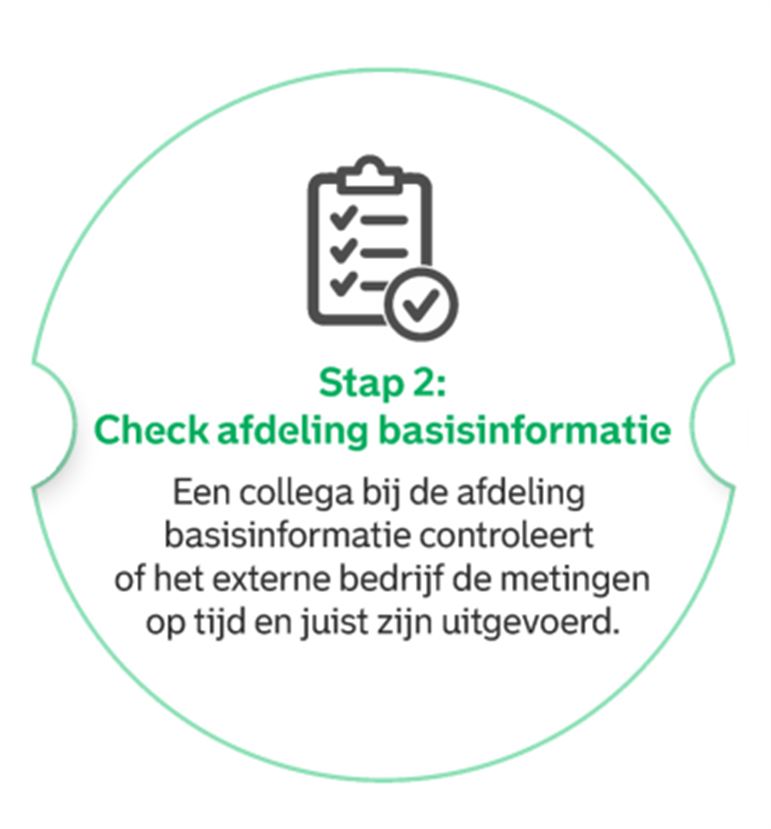 Stap 2:
Check afdeling basisinformatie
Een collega bij de afdeling
basisinformatie controleert
of het externe bedrijf de metingen
op tijd en juist zijn uitgevoerd.